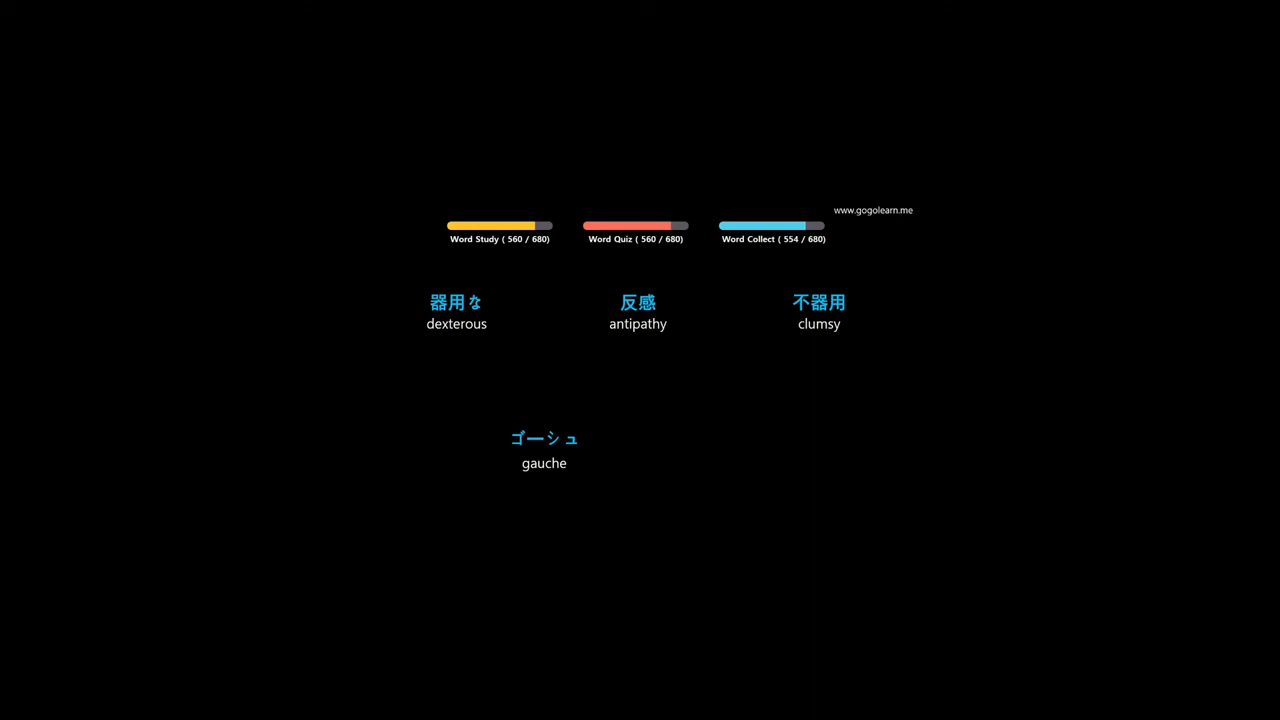 www.gogolearn.me
Word Study ( 560 / 680)
Word Quiz ( 560 / 680)
Word Collect ( 554 / 680)
器用な
dexterous
反感
antipathy
不器用
clumsy
ゴーシュ
gauche